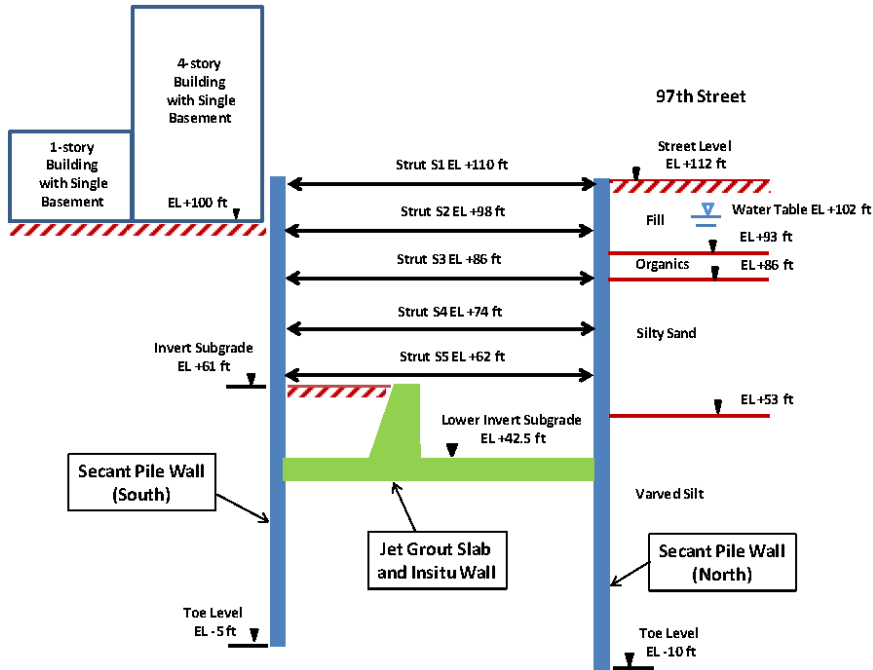 4-story
Building
with Single
Basement
1-story
Building
with Single
Basement
EL +100 ft
97th Street
Street Level
EL +112 ft
Strut S1 EL +110 ft
Strut S2 EL +98 ft
Strut S3 EL +86 ft
Strut S4 EL +74 ft
Strut S5 EL +62 ft
Fill
Water Table EL +102 ft
EL +93 ft
Organics
EL +86 ft
Silty Sand
EL +53 ft
Varved Silt
Invert Subgrade
EL +61 ft
Lower Invert Subgrade
EL +42.5 ft
Secant Pile Wall
(South)
Jet Grout Slab
and Insitu Wall
Secant Pile Wall
(North)
Toe Level
EL -5 ft
Toe Level
EL -10 ft